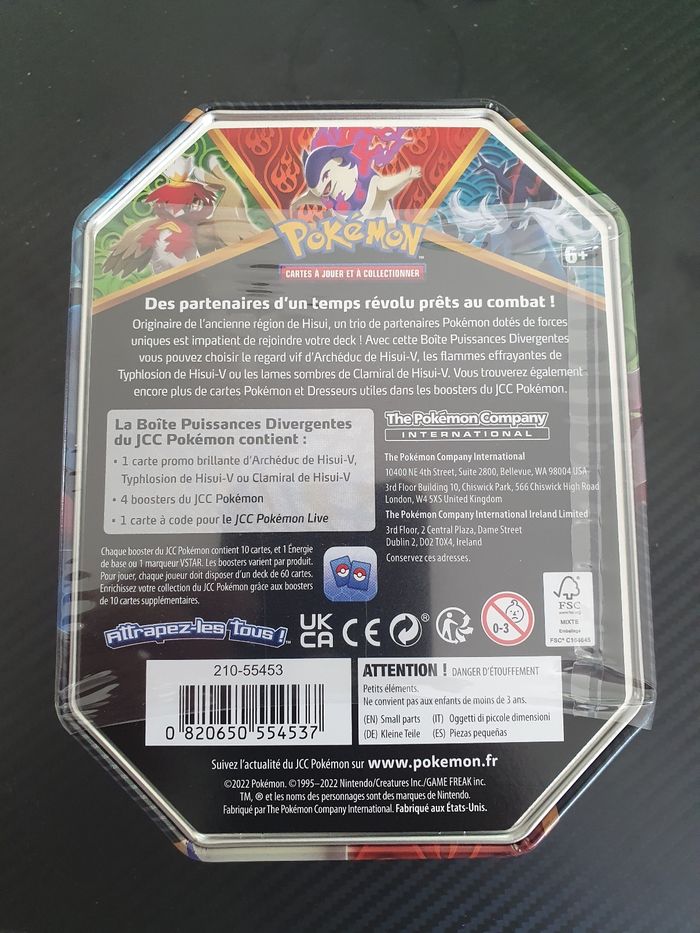 POKéMON
CARTES À JOUER ET À COLLECTIONNER
6+
Des partenaires d'un temps révolu prêts au combat !
Originaire de l'ancienne région de Hisui, un trio de partenaires Pokémon dotés de forces
uniques est impatient de rejoindre votre deck ! Avec cette Boîte Puissances Divergentes
vous pouvez choisir le regard vif d'Archéduc de Hisui-V, les flammes effrayantes de
Typhlosion de Hisui-V ou les lames sombres de Clamiral de Hisui-V. Vous trouverez également
encore plus de cartes Pokémon et Dresseurs utiles dans les boosters du JCC Pokémon.
La Boîte Puissances Divergentes
du JCC Pokémon contient :
• 1 carte promo brillante d'Archéduc de Hisui-V,
Typhlosion de Hisui-V ou Clamiral de Hisui-V
• 4 boosters du JCC Pokémon
• 1 carte à code pour le JCC Pokémon Live
The Pokémon Company
INTERNATIONAL
The Pokémon Company International
10400 NE 4th Street, Suite 2800, Bellevue, WA 98004 USA
3rd Floor Building 10, Chiswick Park, 566 Chiswick High Road
London, W4 5XS United Kingdom
The Pokémon Company International Ireland Limited
3rd Floor, 2 Central Plaza, Dame Street
Dublin 2, D02 T0X4, Ireland
Conservez ces adresses.
Chaque booster du JCC Pokémon contient 10 cartes, et 1 Énergie
de base ou 1 marqueur VSTAR. Les boosters varient par produit.
Pour jouer, chaque joueur doit disposer d'un deck de 60 cartes.
Enrichissez votre collection du JCC Pokémon grâce aux boosters
de 10 cartes supplémentaires.
Attrapez-les Tous !
UK
CA
CE
®
0-3
FSC
www.fsc.org
MIXTE
Emballage
FSC® C164645
210-55453
0 820650 554537
ATTENTION ! DANGER D'ÉTOUFFEMENT
Petits éléments.
Ne convient pas aux enfants de moins de 3 ans.
(EN) Small parts (IT) Oggetti di piccole dimensioni
(DE) Kleine Teile (ES) Piezas pequeñas
Suivez l'actualité du JCC Pokémon sur www.pokemon.fr
©2022 Pokémon. ©1995–2022 Nintendo/Creatures Inc./GAME FREAK inc.
TM, ® et les noms des personnages sont des marques de Nintendo.
Fabriqué par The Pokémon Company International. Fabriqué aux États-Unis.